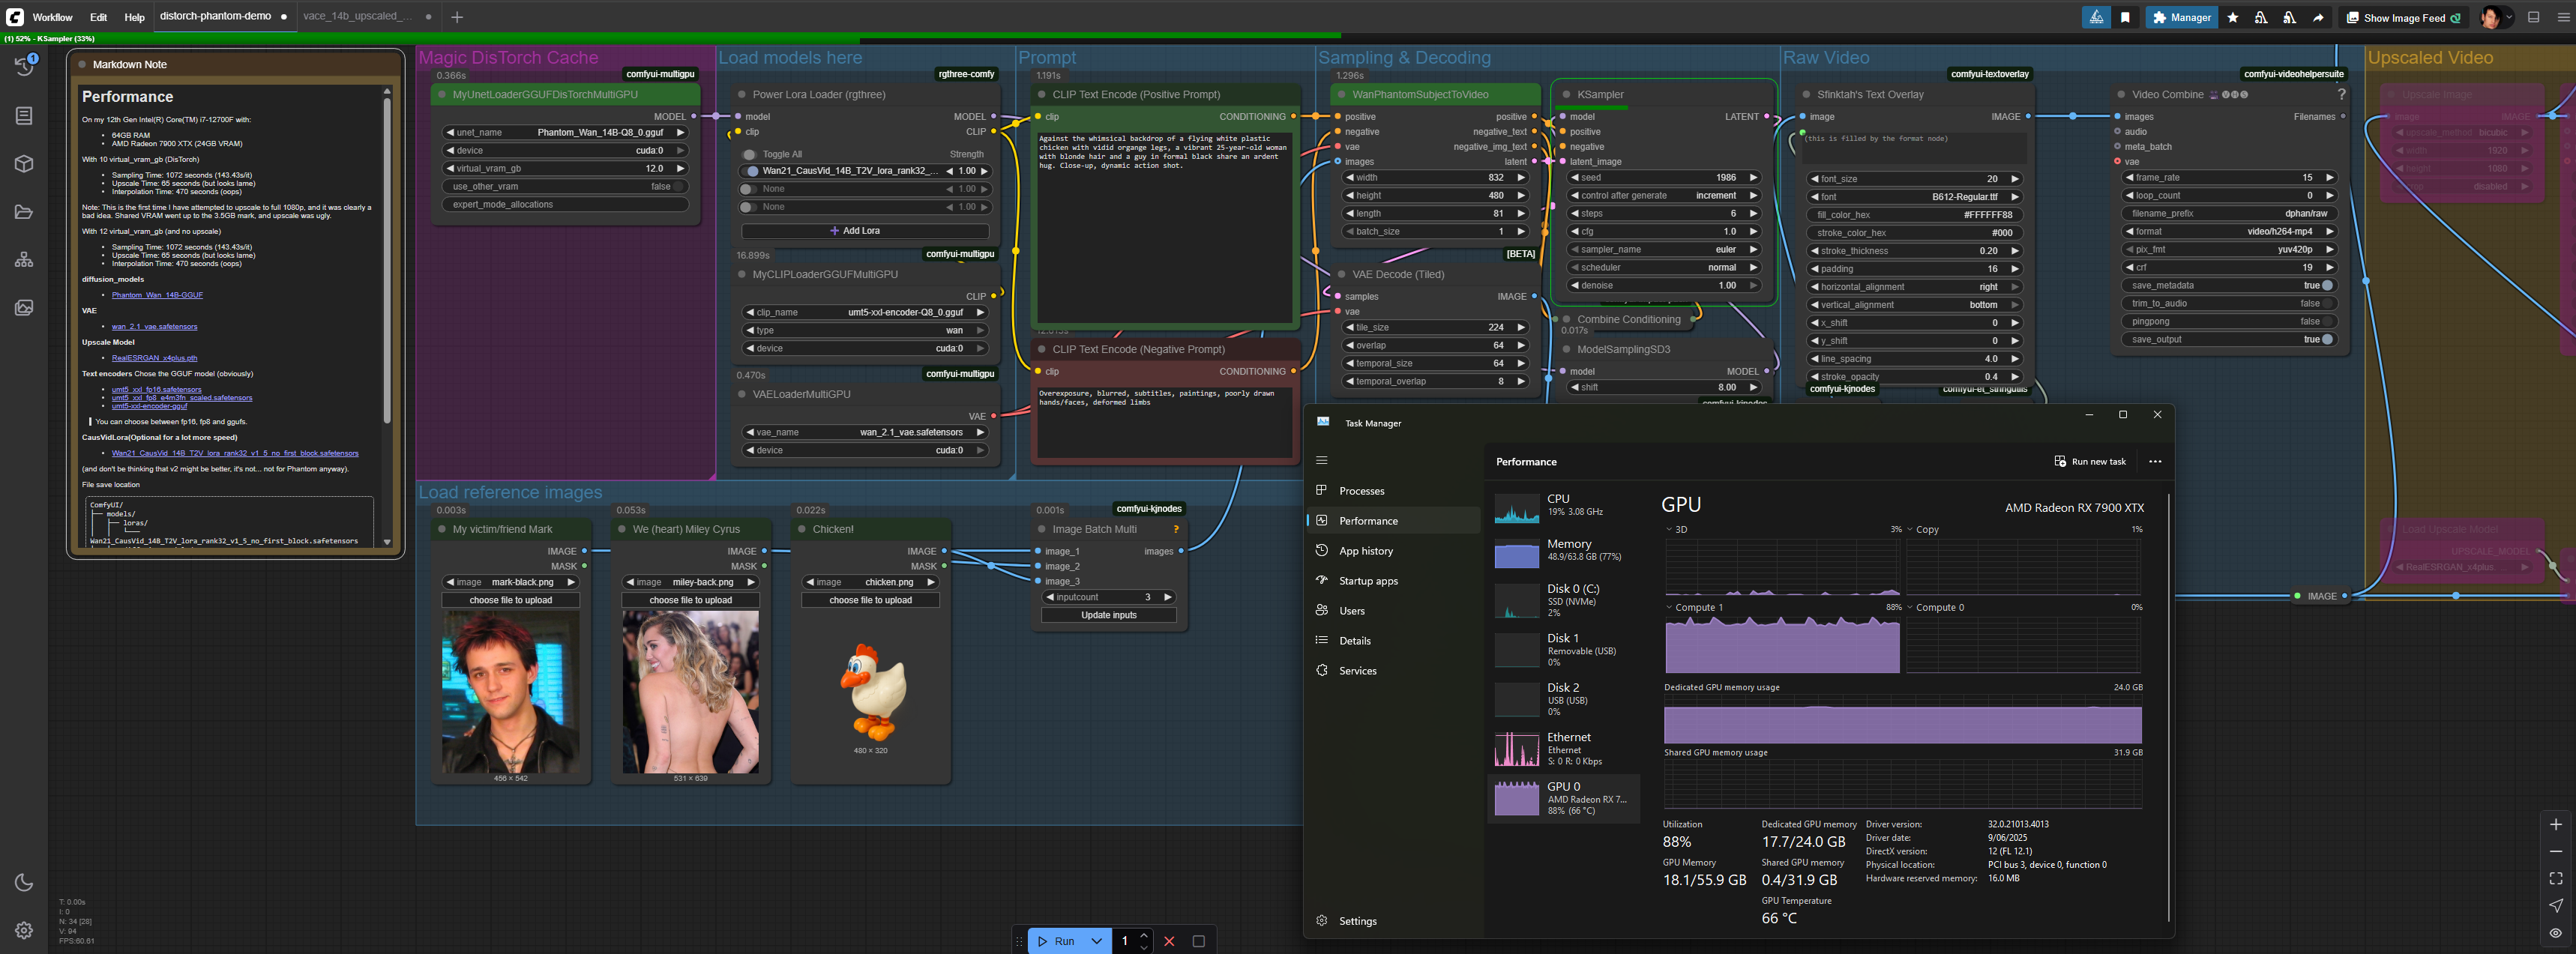 Workflow Edit Help distorch-phantom-demo vace_14b_upscaled_...
Manager Show Image Feed
(1) 52% - KSampler (33%)
1
Markdown Note
Performance
On my 12th Gen Intel(R) Core(TM) i7-12700F with:
64GB RAM
AMD Radeon 7900 XTX (24GB VRAM)
With 10 virtual_vram_gb (DisTorch)
Sampling Time: 1072 seconds (143.43s/it)
Upscale Time: 65 seconds (but looks lame)
Interpolation Time: 470 seconds (oops)
Note: This is the first time I have attempted to upscale to full 1080p, and it was clearly a
bad idea. Shared VRAM went up to the 3.5GB mark, and upscale was ugly.
With 12 virtual_vram_gb (and no upscale)
Sampling Time: 1072 seconds (143.43s/it)
Upscale Time: 65 seconds (but looks lame)
Interpolation Time: 470 seconds (oops)
diffusion_models
Phantom_Wan_14B-GGUF
VAE
wan_2.1_vae.safetensors
Upscale Model
RealESRGAN_x4plus.pth
Text encoders Chose the GGUF model (obviously)
umt5_xxl_fp16.safetensors
umt5_xxl_fp8_e4m3fn_scaled.safetensors
umt5-xxl-encoder-gguf
You can choose between fp16, fp8 and ggufs.
CausVidLora(Optional for a lot more speed)
Wan21_CausVid_14B_T2V_lora_rank32_v1_5_no_first_block.safetensors
(and don't be thinking that v2 might be better, it's not... not for Phantom anyway).
File save location
ComfyUI/
├── models/
│ ├── loras/
│ │ └──
Wan21_CausVid_14B_T2V_lora_rank32_v1_5_no_first_block.safetensors
Magic DisTorch Cache
0.366s comfyui-multigpu
MyUnetLoaderGGUFDisTorchMultiGPU
MODEL
unet_name Phantom_Wan_14B-Q8_0.gguf
device cuda:0
virtual_vram_gb 12.0
use_other_vram false
expert_mode_allocations
Load models here
rgthree-comfy
Power Lora Loader (rgthree)
model MODEL
clip CLIP
Toggle All Strength
Wan21_CausVid_14B_T2V_lora_rank32_... 1.00
None 1.00
None 1.00
+ Add Lora
16.899s comfyui-multigpu
MyCLIPLoaderGGUFMultiGPU
CLIP
clip_name umt5-xxl-encoder-Q8_0.gguf
type wan
device cuda:0
0.470s comfyui-multigpu
VAELoaderMultiGPU
VAE
vae_name wan_2.1_vae.safetensors
device cuda:0
Prompt
1.191s
CLIP Text Encode (Positive Prompt)
clip CONDITIONING
Against the whimsical backdrop of a flying white plastic
chicken with vidid organge legs, a vibrant 25-year-old woman
with blonde hair and a guy in formal black share an ardent
hug. Close-up, dynamic action shot.
CLIP Text Encode (Negative Prompt)
clip CONDITIONING
Overexposure, blurred, subtitles, paintings, poorly drawn
hands/faces, deformed limbs
Sampling & Decoding
1.296s
WanPhantomSubjectToVideo
positive positive
negative negative_text
vae negative_img_text
images latent
width 832
height 480
length 81
batch_size 1
[BETA]
VAE Decode (Tiled)
samples IMAGE
vae
tile_size 224
overlap 64
temporal_size 64
temporal_overlap 8
KSampler
model LATENT
positive
negative
latent_image
seed 1986
control after generate increment
steps 6
cfg 1.0
sampler_name euler
scheduler normal
denoise 1.00
Combine Conditioning
0.017s
ModelSamplingSD3
model MODEL
shift 8.00
Raw Video
comfyui-textoverlay
Sfinktah's Text Overlay
image IMAGE
(this is filled by the format node)
font_size 20
font B612-Regular.ttf
fill_color_hex #FFFFFF88
stroke_color_hex #000
stroke_thickness 0.20
padding 16
horizontal_alignment right
vertical_alignment bottom
x_shift 0
y_shift 0
line_spacing 4.0
stroke_opacity 0.4
comfyui-kjnodes
comfyui-videohelpersuite
Video Combine VHS ?
images Filenames
audio
meta_batch
vae
frame_rate 15
loop_count 0
filename_prefix dphan/raw
format video/h264-mp4
pix_fmt yuv420p
crf 19
save_metadata true
trim_to_audio false
pingpong false
save_output true
Upscaled Video
Upscale Image
image IMAGE
upscale_method bicubic
width 1920
height 1080
disabled
Load Upscale Model
UPSCALE_MODEL
RealESRGAN_x4plus....
IMAGE
Load reference images
0.003s
My victim/friend Mark
IMAGE
MASK
image mark-black.png
choose file to upload
456 × 542
0.053s
We (heart) Miley Cyrus
IMAGE
MASK
image miley-back.png
choose file to upload
531 × 639
0.022s
Chicken!
IMAGE
MASK
image chicken.png
choose file to upload
480 × 320
0.001s comfyui-kjnodes
Image Batch Multi ?
image_1 images
image_2
image_3
inputcount 3
Update inputs
Task Manager
Processes
Performance
App history
Startup apps
Users
Details
Services
Settings
Performance Run new task
CPU
19% 3.08 GHz
Memory
48.9/63.8 GB (77%)
Disk 0 (C:)
SSD (NVMe)
2%
Disk 1
Removable (USB)
0%
Disk 2
USB (USB)
0%
Ethernet
Ethernet
S: 0 R: 0 Kbps
GPU 0
AMD Radeon RX 7...
88% (66 °C)
GPU AMD Radeon RX 7900 XTX
3D 3% Copy 1%
Compute 1 88% Compute 0 0%
Dedicated GPU memory usage 24.0 GB
Shared GPU memory usage 31.9 GB
Utilization
88%
Dedicated GPU memory
17.7/24.0 GB
GPU Memory
18.1/55.9 GB
Shared GPU memory
0.4/31.9 GB
GPU Temperature
66 °C
Driver version: 32.0.21013.4013
Driver date: 9/06/2025
DirectX version: 12 (FL 12.1)
Physical location: PCI bus 3, device 0, function 0
Hardware reserved memory: 16.0 MB
T: 0.00s
I: 0
N: 34 [28]
V: 94
FPS:60.61
Run 1